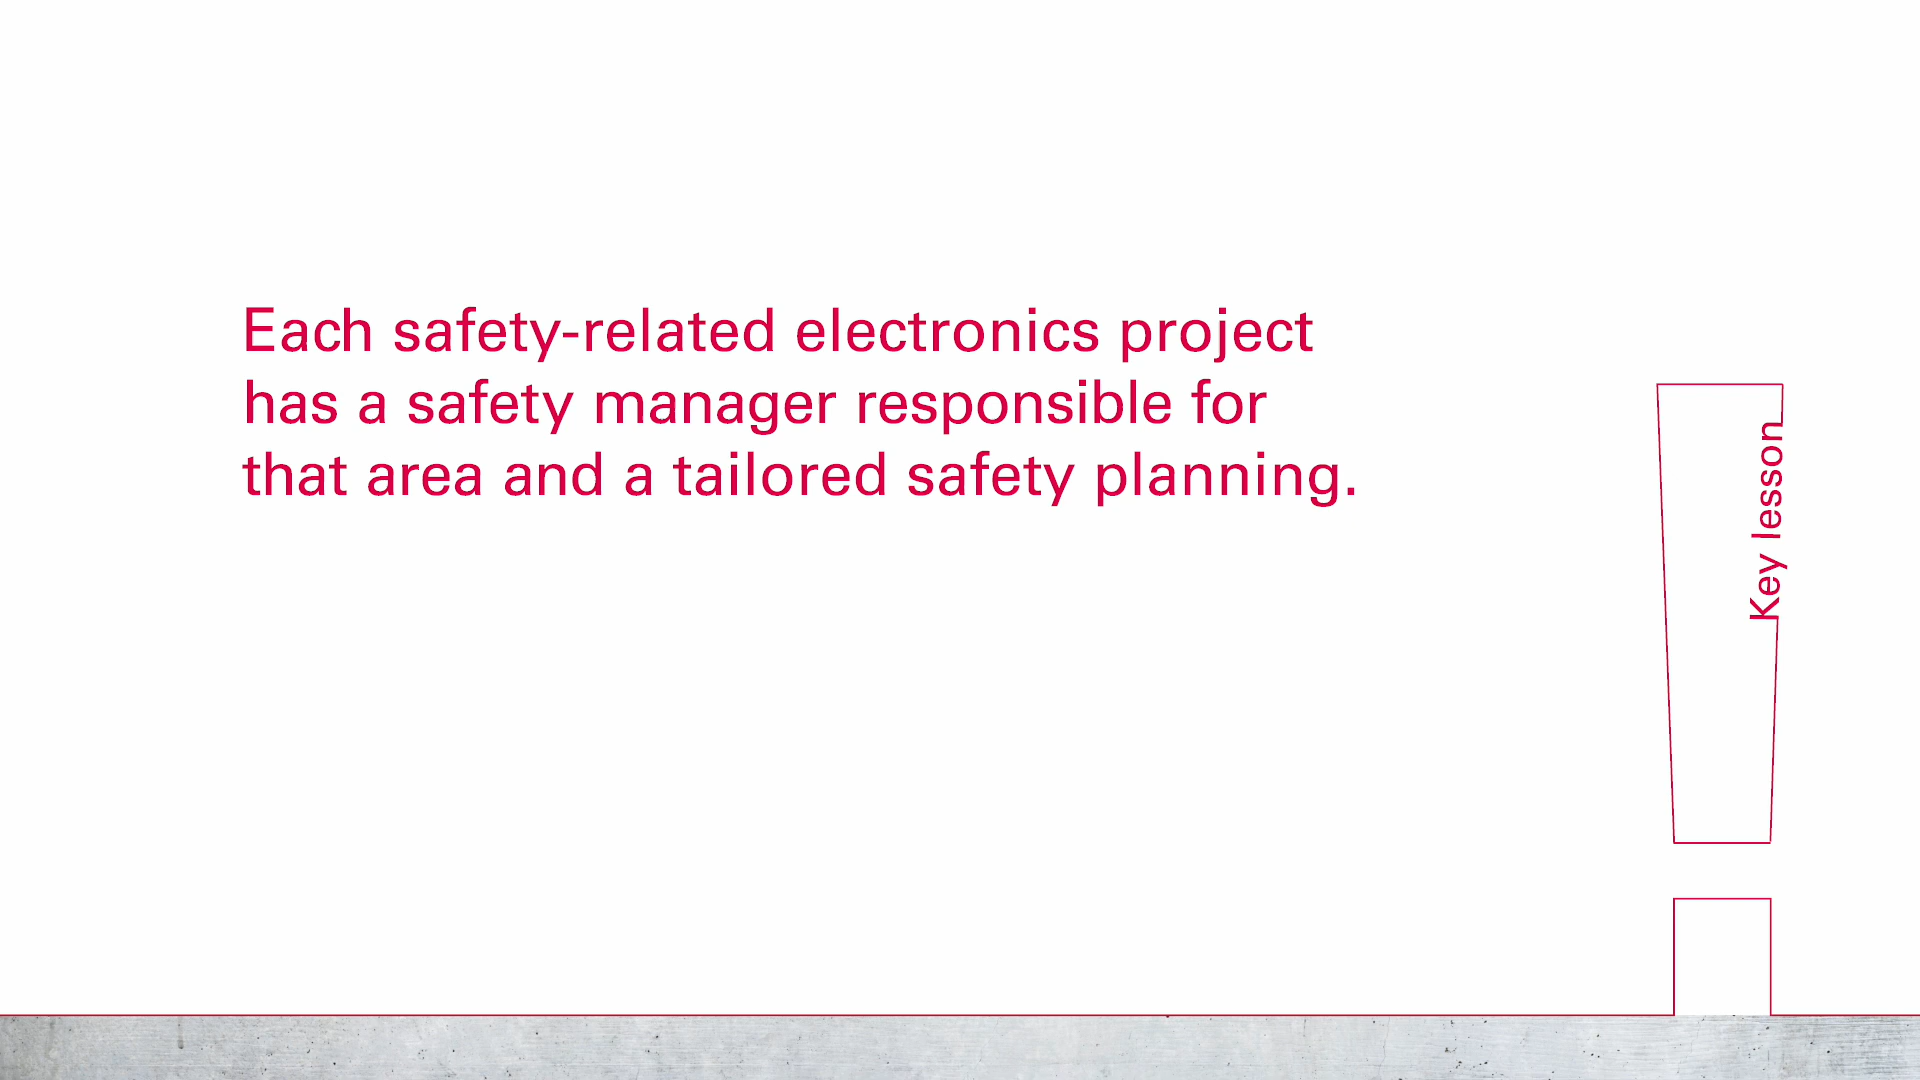 Each safety-related electronics project
has a safety manager responsible for
that area and a tailored safety planning.
Key lesson